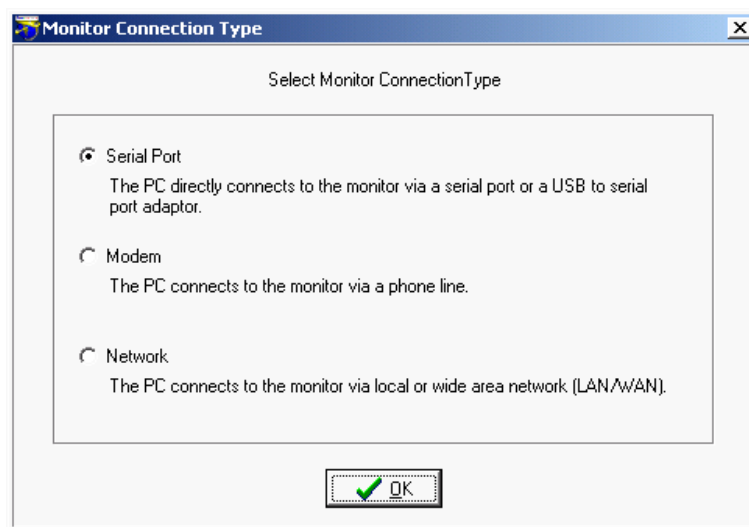 Monitor Connection Type
Select Monitor ConnectionType
Serial Port
The PC directly connects to the monitor via a serial port or a USB to serial
port adaptor.
Modem
The PC connects to the monitor via a phone line.
Network
The PC connects to the monitor via local or wide area network (LAN/WAN).
OK